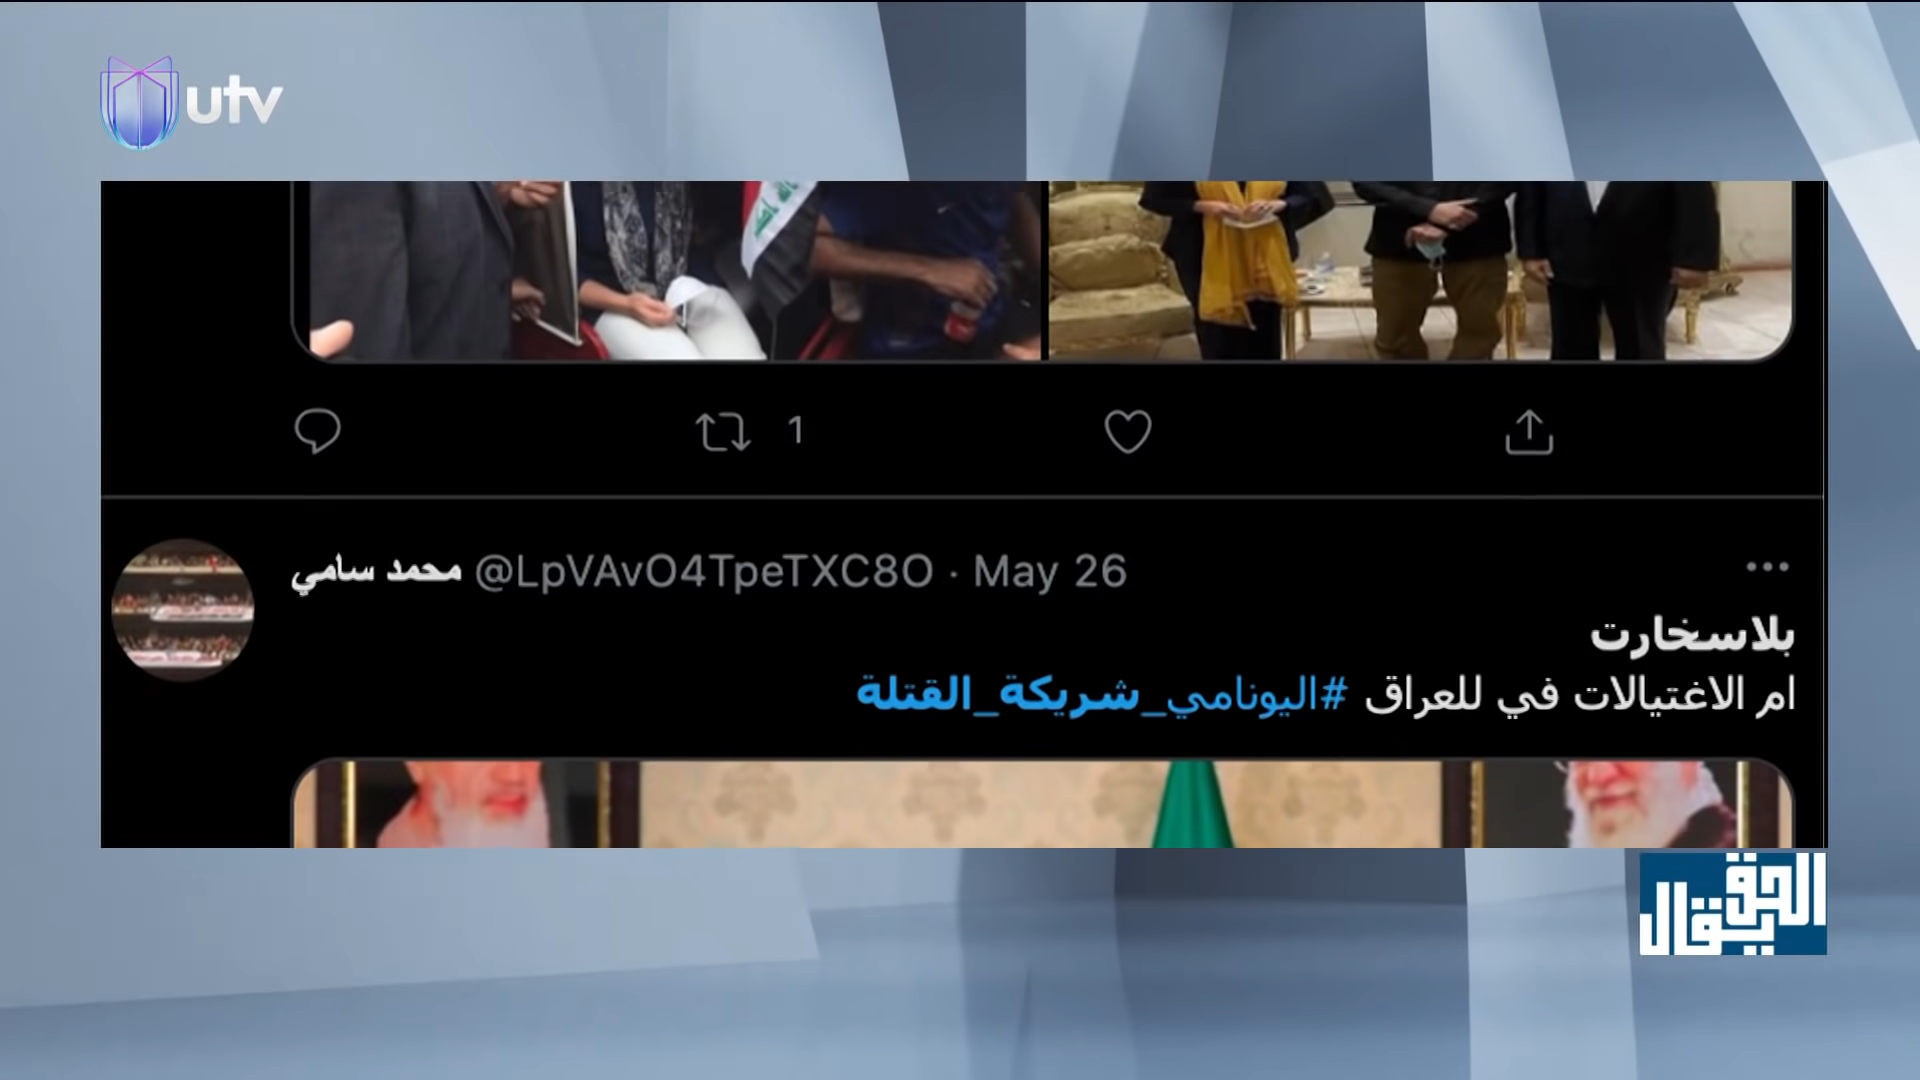 utv
1
محمد سامي @LpVAvO4TpeTXC8O · May 26
بلاسخارت
ام الاغتيالات في للعراق #اليونامي_شريكة_القتلة
الحق يقال